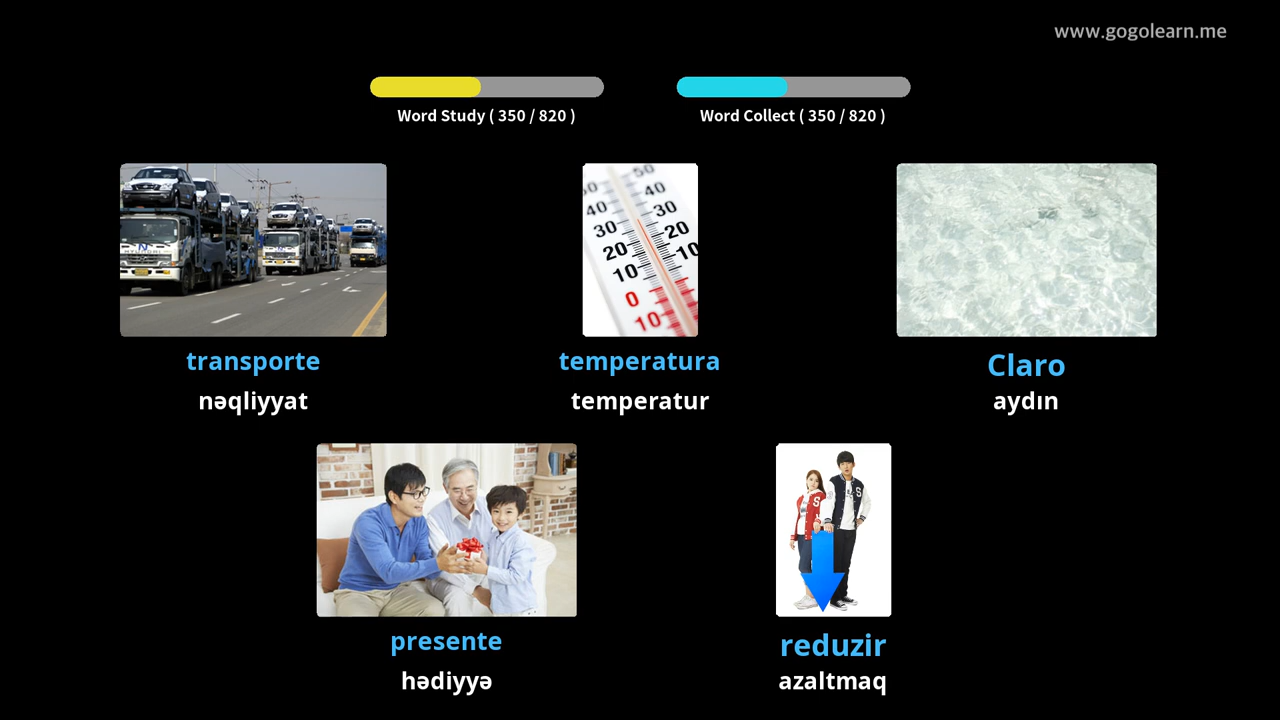 www.gogolearn.me
Word Study ( 350 / 820 )
Word Collect ( 350 / 820 )
transporte
nəqliyyat
temperatura
temperatur
Claro
aydın
presente
hədiyyə
reduzir
azaltmaq